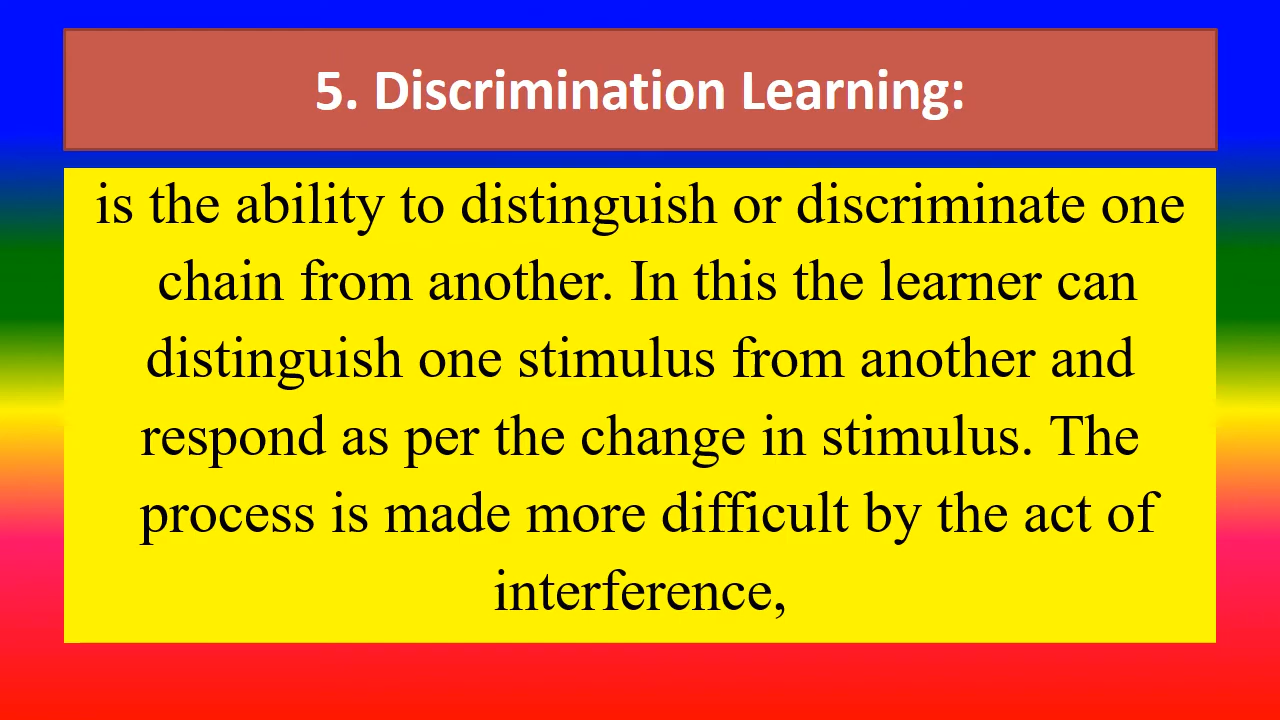 5. Discrimination Learning:
is the ability to distinguish or discriminate one
chain from another. In this the learner can
distinguish one stimulus from another and
respond as per the change in stimulus. The
process is made more difficult by the act of
interference,